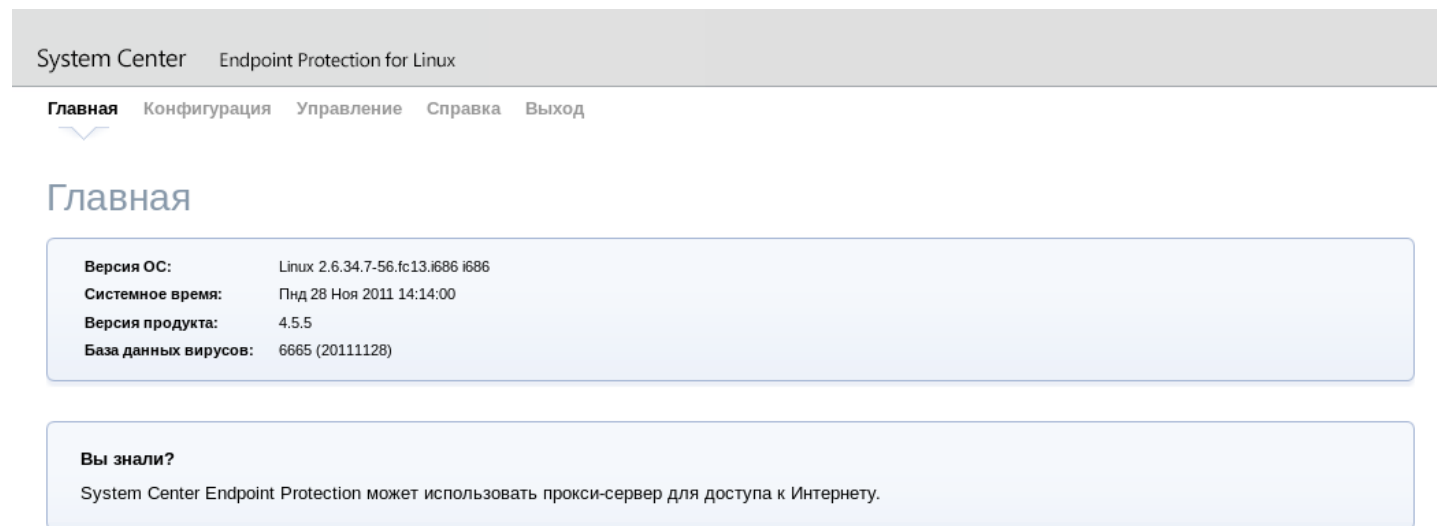 System Center Endpoint Protection for Linux
Главная Конфигурация Управление Справка Выход
Главная
Версия ОС: Linux 2.6.34.7-56.fc13.i686 i686
Системное время: Пнд 28 Ноя 2011 14:14:00
Версия продукта: 4.5.5
База данных вирусов: 6665 (20111128)
Вы знали?
System Center Endpoint Protection может использовать прокси-сервер для доступа к Интернету.